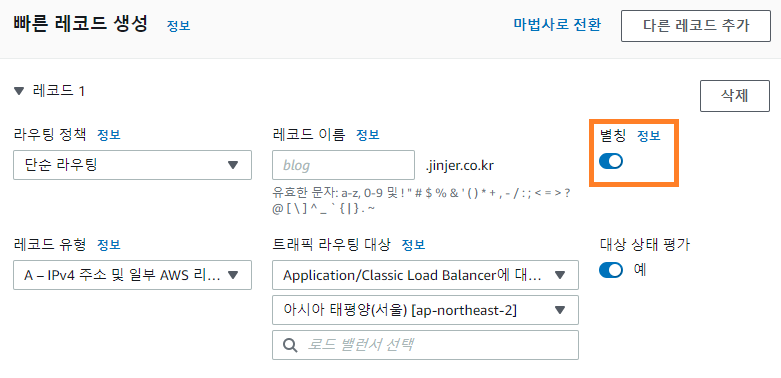 빠른 레코드 생성 정보 마법사로 전환 다른 레코드 추가
▼ 레코드 1 삭제
라우팅 정책 정보 레코드 이름 정보 별칭 정보
단순 라우팅 blog .jinjer.co.kr
유효한 문자: a-z, 0-9 및 ! " # $ % & ' ( ) * + , - / : ; < = > ?
@ [ \ ] ^ _ ` { | } . ~
레코드 유형 정보 트래픽 라우팅 대상 정보 대상 상태 평가
A – IPv4 주소 및 일부 AWS 리... Application/Classic Load Balancer에 대... 예
아시아 태평양(서울) [ap-northeast-2]
로드 밸런서 선택